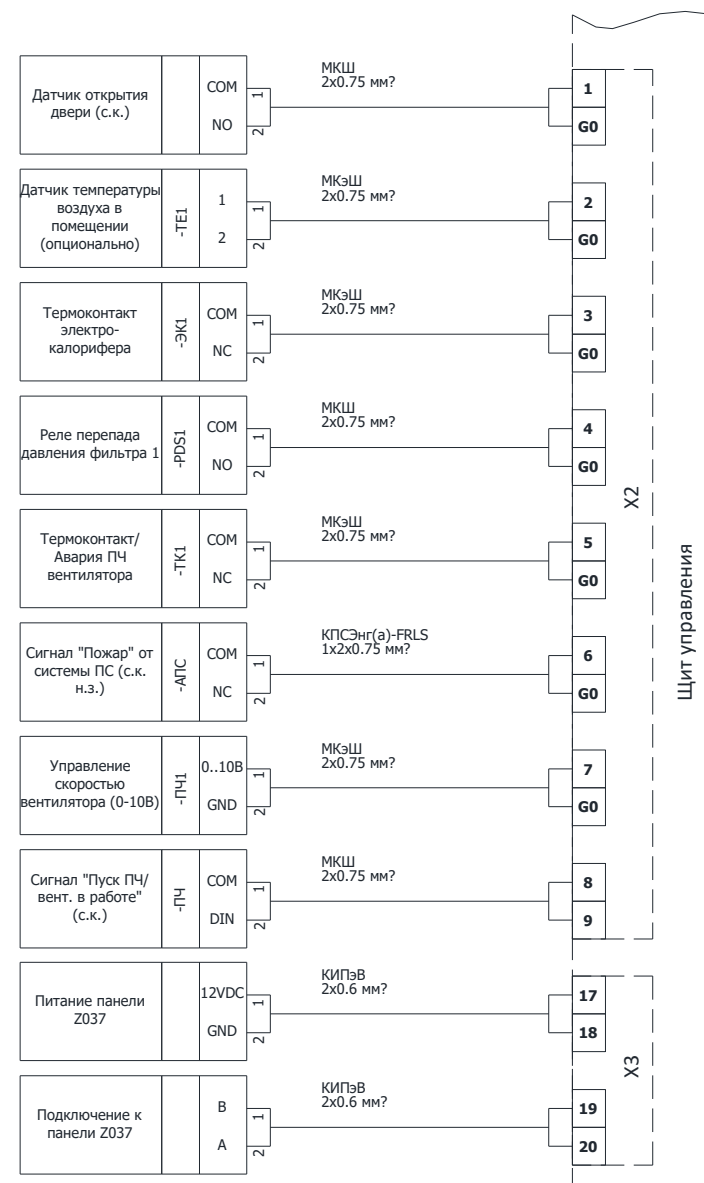 Датчик открытия
двери (с.к.)
COM
NO
1
2
МКШ
2х0.75 мм?
1
G0
Датчик температуры
воздуха в
помещении
(опционально)
-ТЕ1
1
2
1
2
МКэШ
2х0.75 мм?
2
G0
Термоконтакт
электро-
калорифера
-ЭК1
COM
NC
1
2
МКэШ
2х0.75 мм?
3
G0
Реле перепада
давления фильтра 1
-PDS1
COM
NO
1
2
МКШ
2х0.75 мм?
4
G0
Термоконтакт/
Авария ПЧ
вентилятора
-ТК1
COM
NC
1
2
МКэШ
2х0.75 мм?
5
G0
Сигнал "Пожар" от
системы ПС (с.к.
н.з.)
-АПС
COM
NC
1
2
КПСЭнг(а)-FRLS
1х2х0.75 мм?
6
G0
Управление
скоростью
вентилятора (0-10В)
-ПЧ1
0..10В
GND
1
2
МКэШ
2х0.75 мм?
7
G0
Сигнал "Пуск ПЧ/
вент. в работе"
(с.к.)
-ПЧ
COM
DIN
1
2
МКШ
2х0.75 мм?
8
9
X2
Щит управления
Питание панели
Z037
12VDC
GND
1
2
КИПэВ
2х0.6 мм?
17
18
Подключение к
панели Z037
B
A
1
2
КИПэВ
2х0.6 мм?
19
20
X3